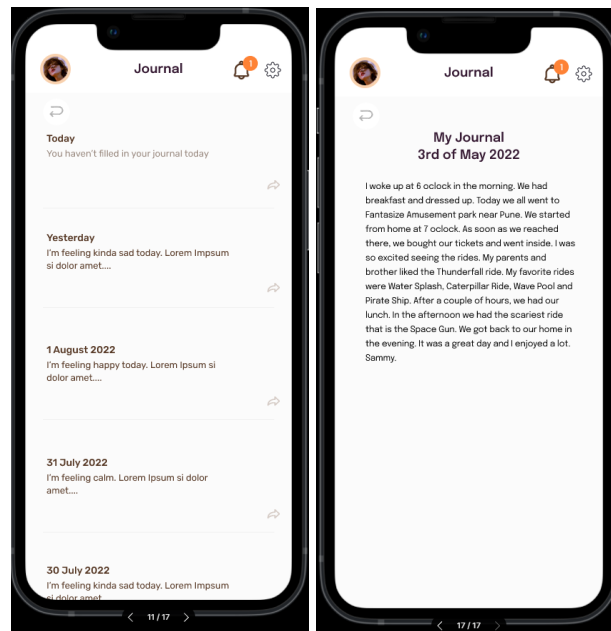 Journal
1
Today
You haven't filled in your journal today
Yesterday
I'm feeling kinda sad today. Lorem Impsum
si dolor amet....
1 August 2022
I'm feeling happy today. Lorem Ipsum si
dolor amet....
31 July 2022
I'm feeling calm. Lorem Ipsum si dolor
amet....
30 July 2022
I'm feeling kinda sad today. Lorem Impsum
si dolor amet
11 / 17
Journal
1
My Journal
3rd of May 2022
I woke up at 6 oclock in the morning. We had
breakfast and dressed up. Today we all went to
Fantasize Amusement park near Pune. We started
from home at 7 oclock. As soon as we reached
there, we bought our tickets and went inside. I was
so excited seeing the rides. My parents and
brother liked the Thunderfall ride. My favorite rides
were Water Splash, Caterpillar Ride, Wave Pool and
Pirate Ship. After a couple of hours, we had our
lunch. In the afternoon we had the scariest ride
that is the Space Gun. We got back to our home in
the evening. It was a great day and I enjoyed a lot.
Sammy.
17 / 17